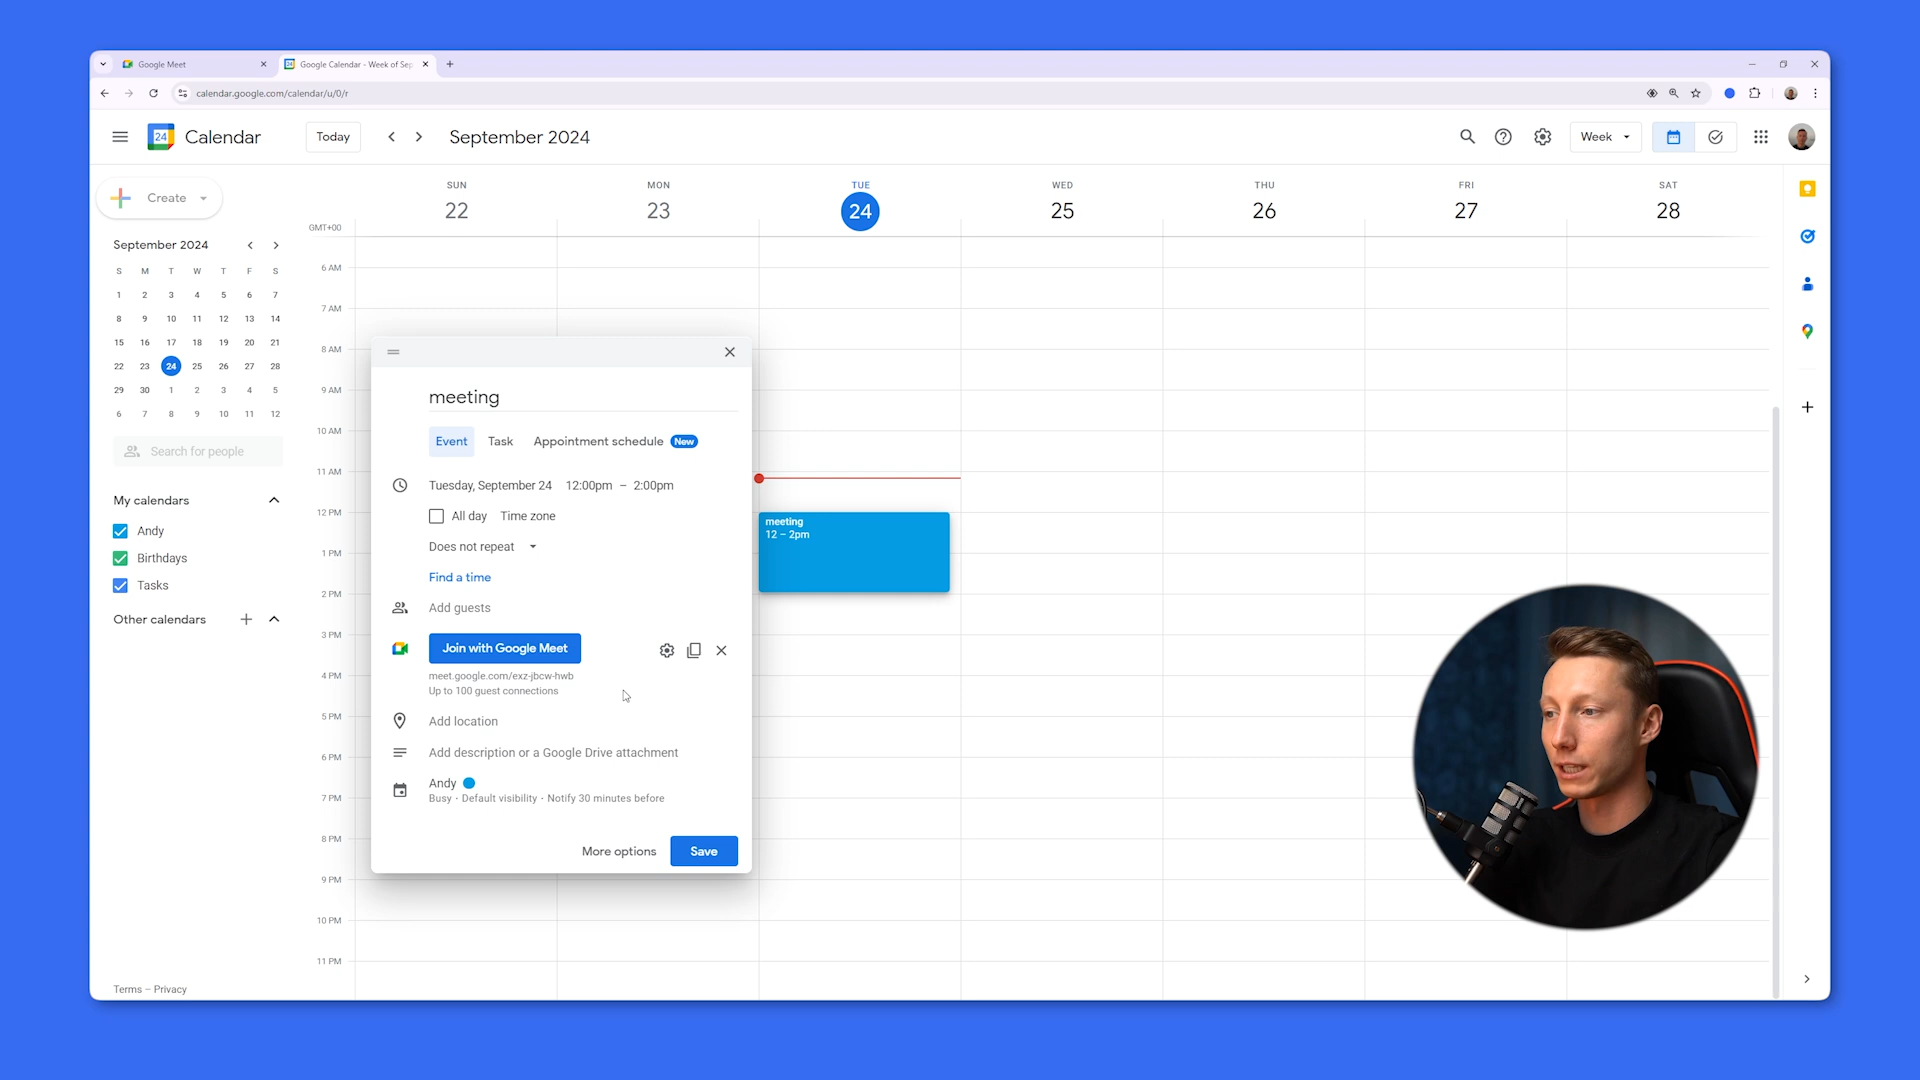 Google Meet
Google Calendar - Week of Sep
calendar.google.com/calendar/u/0/r
24
Calendar
Today
September 2024
Week
Create
SUN
22
MON
23
TUE
24
WED
25
THU
26
FRI
27
SAT
28
GMT+00
September 2024
S M T W T F S
1 2 3 4 5 6 7
8 9 10 11 12 13 14
15 16 17 18 19 20 21
22 23 24 25 26 27 28
29 30 1 2 3 4 5
6 7 8 9 10 11 12
Search for people
My calendars
Andy
Birthdays
Tasks
Other calendars
Terms – Privacy
6 AM
7 AM
8 AM
9 AM
10 AM
11 AM
12 PM
1 PM
2 PM
3 PM
4 PM
5 PM
6 PM
7 PM
8 PM
9 PM
10 PM
11 PM
meeting
Event Task Appointment schedule New
Tuesday, September 24 12:00pm – 2:00pm
All day Time zone
Does not repeat
Find a time
Add guests
Join with Google Meet
meet.google.com/exz-jbcw-hwb
Up to 100 guest connections
Add location
Add description or a Google Drive attachment
Andy
Busy · Default visibility · Notify 30 minutes before
More options Save
meeting
12 – 2pm